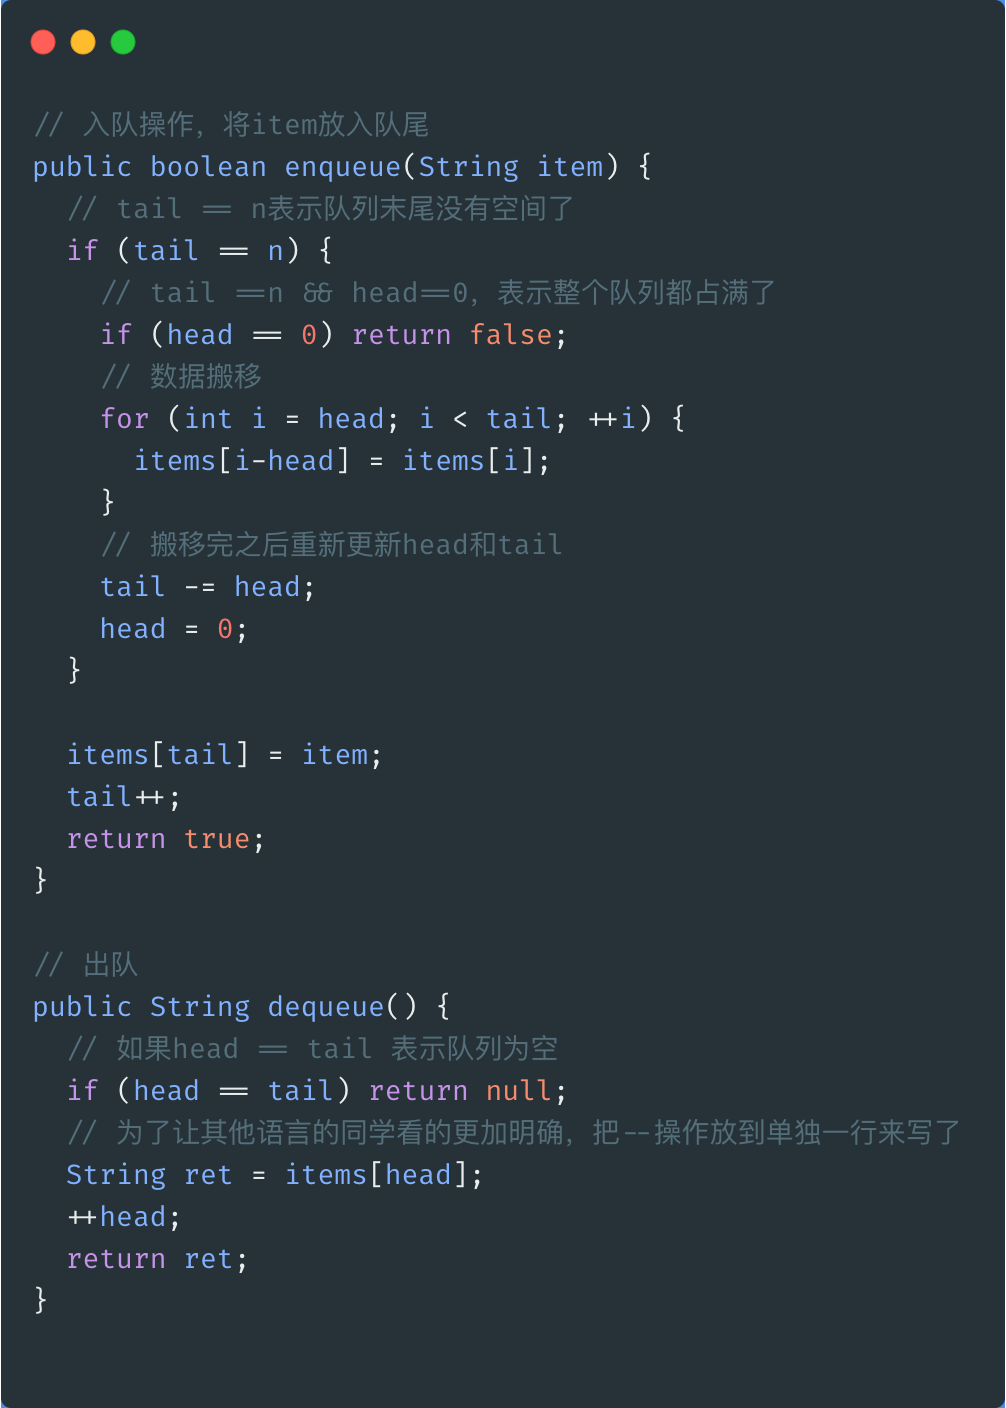 // 入队操作，将item放入队尾
public boolean enqueue(String item) {
  // tail == n表示队列末尾没有空间了
  if (tail == n) {
    // tail ==n && head==0，表示整个队列都占满了
    if (head == 0) return false;
    // 数据搬移
    for (int i = head; i < tail; ++i) {
      items[i-head] = items[i];
    }
    // 搬移完之后重新更新head和tail
    tail -= head;
    head = 0;
  }

  items[tail] = item;
  tail++;
  return true;
}

// 出队
public String dequeue() {
  // 如果head == tail 表示队列为空
  if (head == tail) return null;
  // 为了让其他语言的同学看的更加明确，把--操作放到单独一行来写了
  String ret = items[head];
  ++head;
  return ret;
}